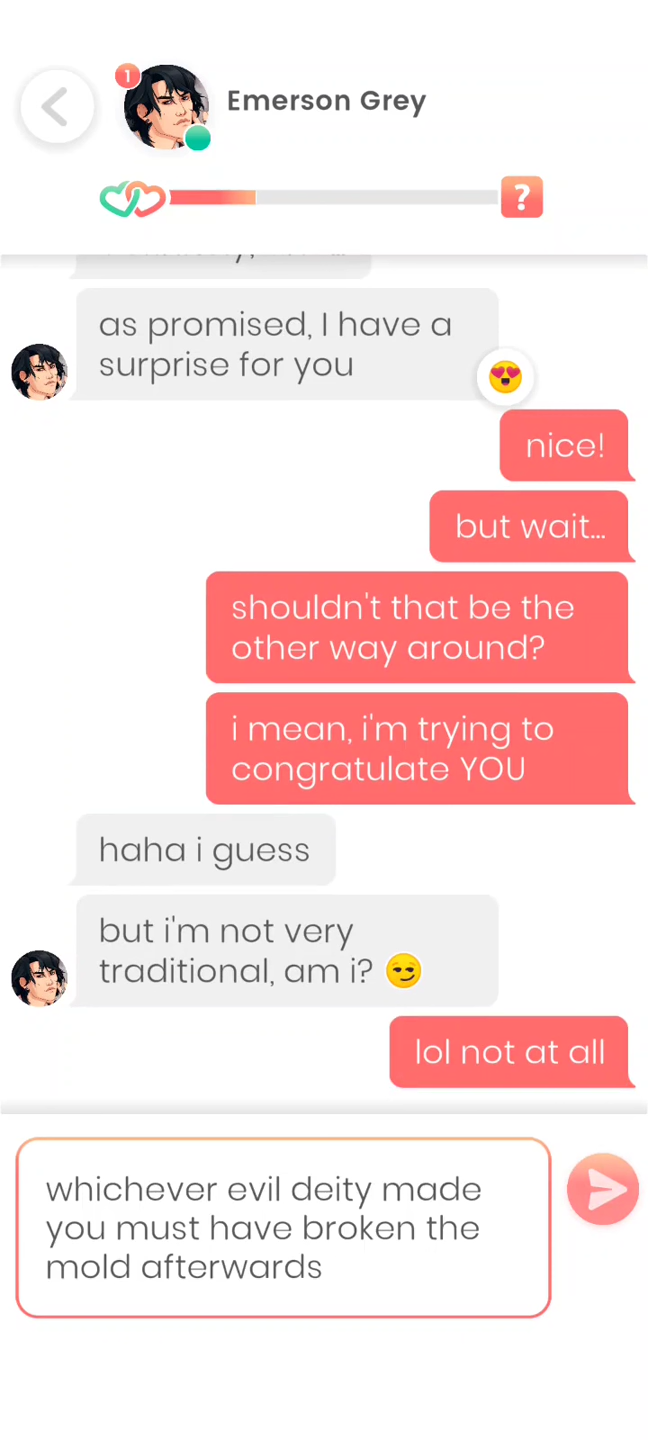 1
Emerson Grey
?
as promised, I have a
surprise for you
nice!
but wait...
shouldn't that be the
other way around?
i mean, i'm trying to
congratulate YOU
haha i guess
but i'm not very
traditional, am i? 😏
lol not at all
whichever evil deity made
you must have broken the
mold afterwards